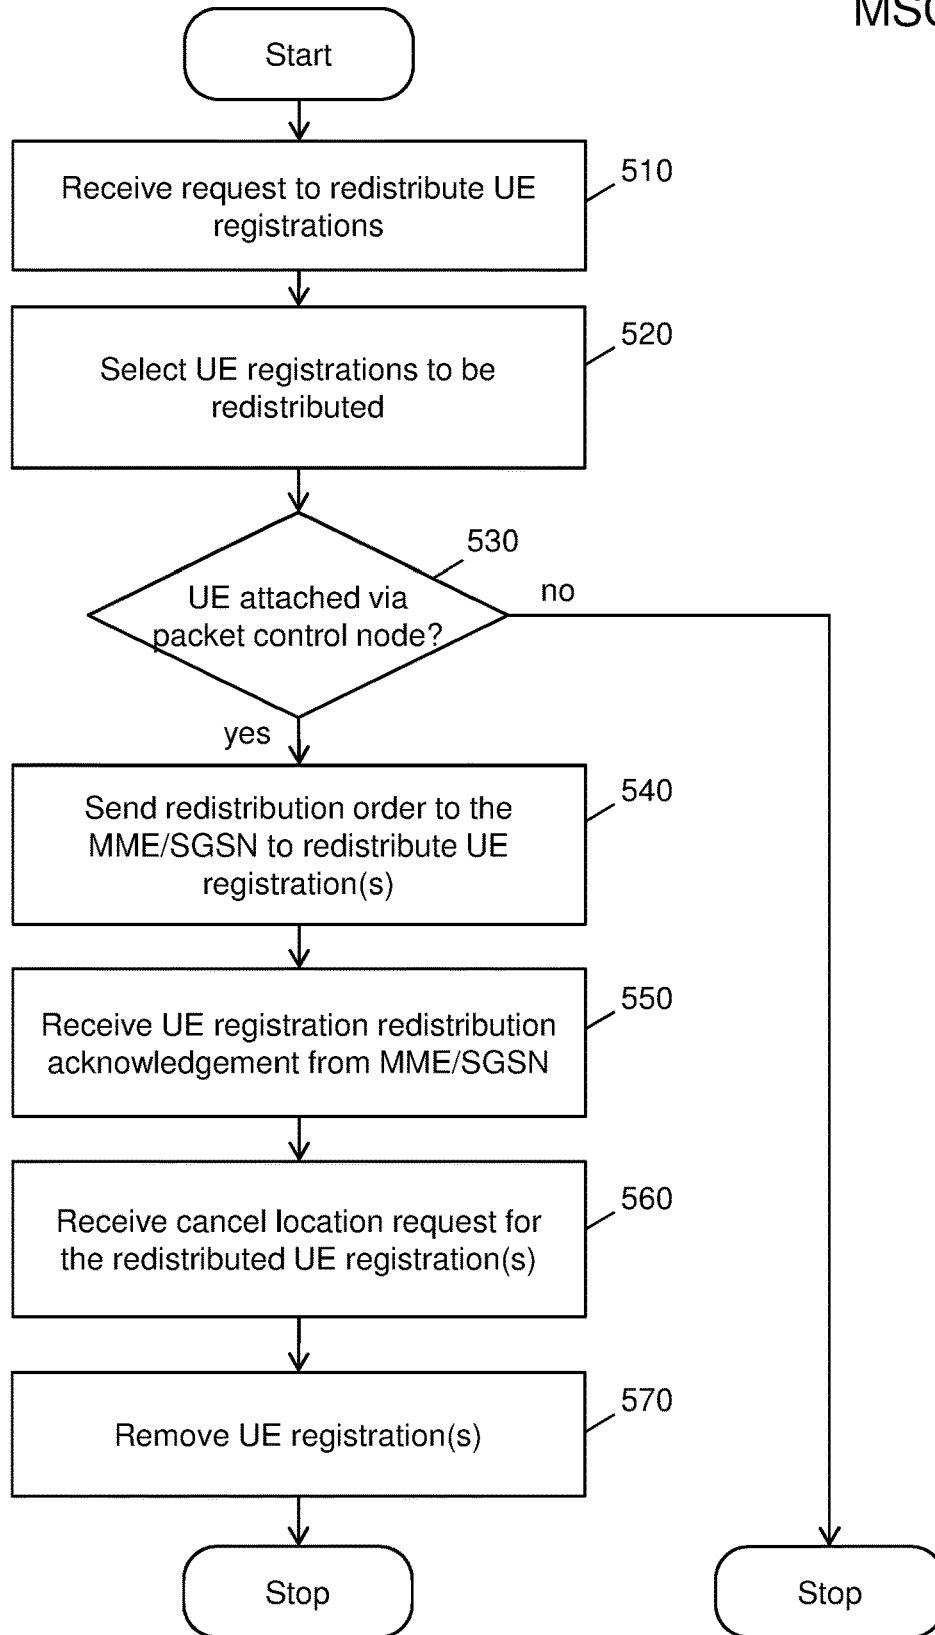 Start
Receive request to redistribute UE
registrations
510
Select UE registrations to be
redistributed
520
530
UE attached via
packet control node?
no
yes
Send redistribution order to the
MME/SGSN to redistribute UE
registration(s)
540
Receive UE registration redistribution
acknowledgement from MME/SGSN
550
Receive cancel location request for
the redistributed UE registration(s)
560
Remove UE registration(s)
570
Stop
Stop